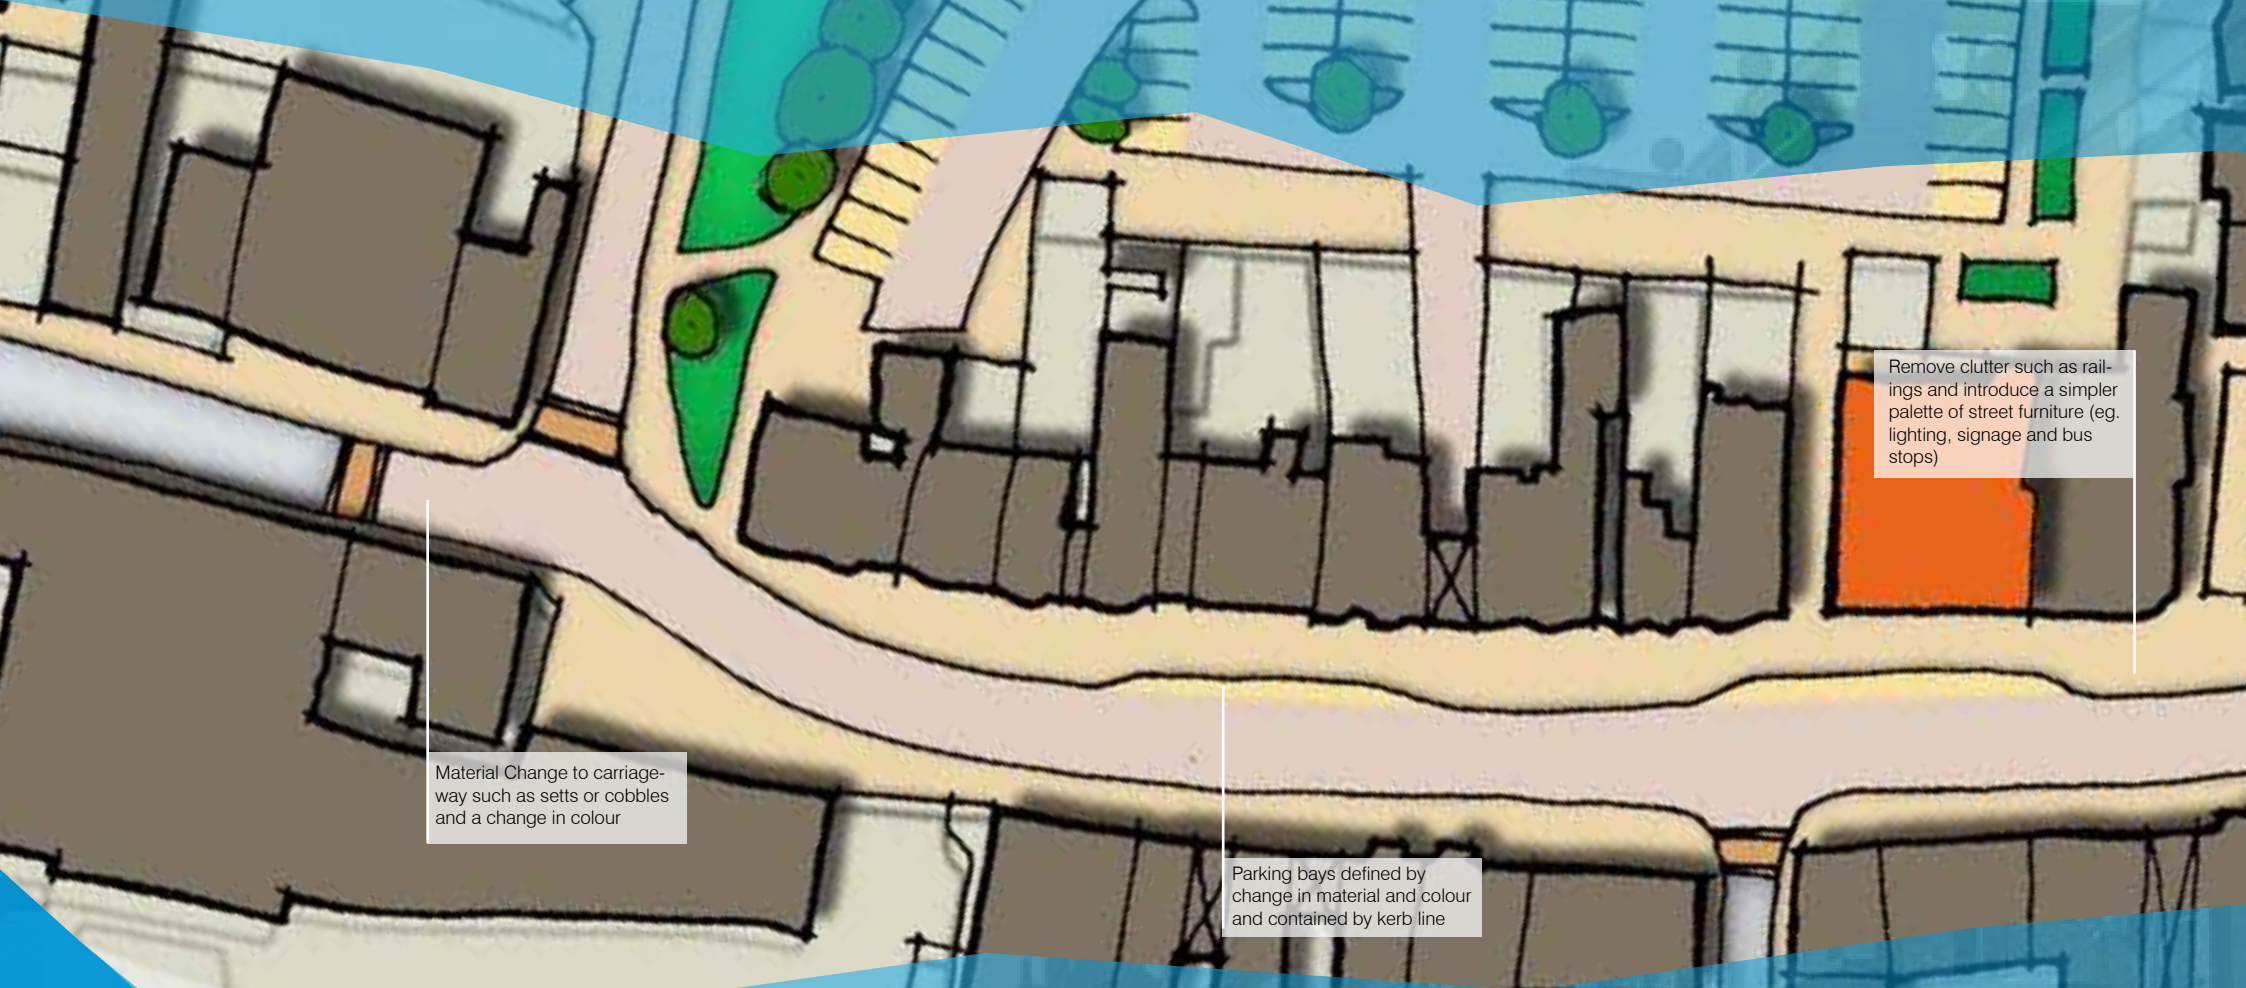 Remove clutter such as rail-
ings and introduce a simpler
palette of street furniture (eg.
lighting, signage and bus
stops)
Material Change to carriage-
way such as setts or cobbles
and a change in colour
Parking bays defined by
change in material and colour
and contained by kerb line